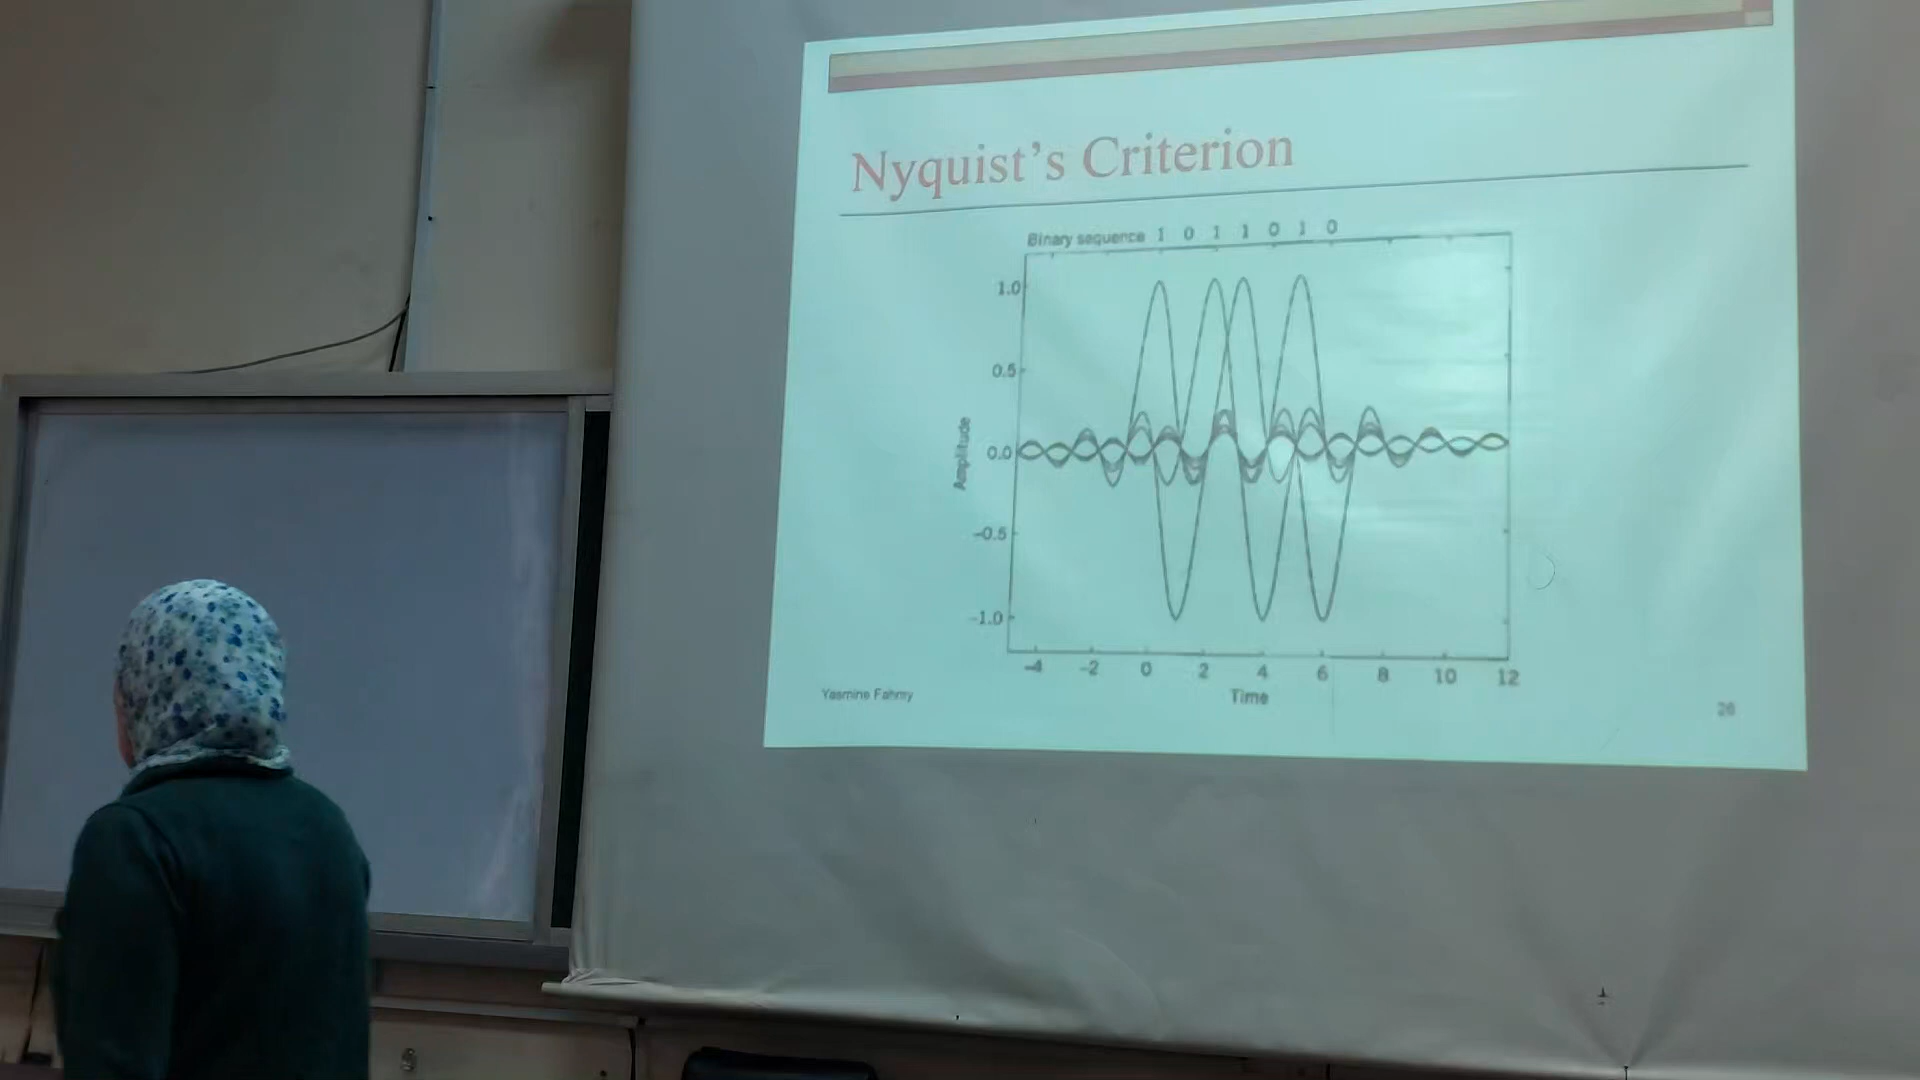 Nyquist's Criterion
Binary sequence 1 0 1 1 0 1 0
1.0
0.5
0.0
-0.5
-1.0
Amplitude
-4 -2 0 2 4 6 8 10 12
Time
Yasmine Fahmy
26